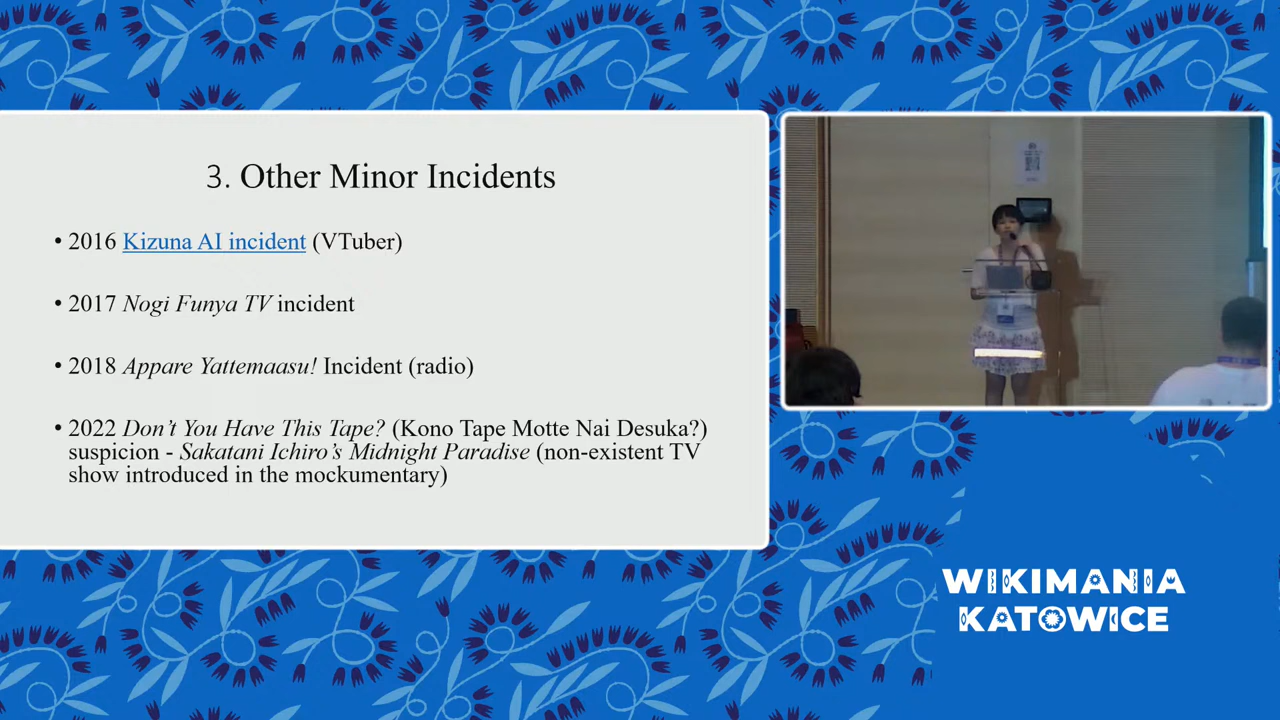 3. Other Minor Incidents
• 2016 Kizuna AI incident (VTuber)
• 2017 Nogi Funya TV incident
• 2018 Appare Yattemaasu! Incident (radio)
• 2022 Don’t You Have This Tape? (Kono Tape Motte Nai Desuka?)
suspicion - Sakatani Ichiro’s Midnight Paradise (non-existent TV
show introduced in the mockumentary)
WIKIMANIA
KATOWICE